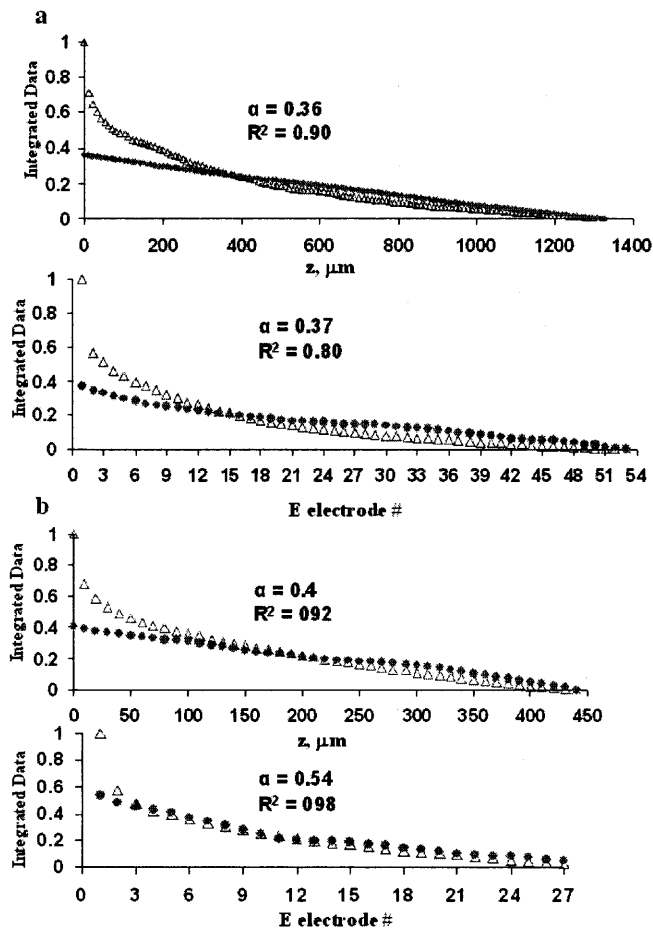 a
Integrated Data
1
0.8
0.6
0.4
0.2
0
α = 0.36
R² = 0.90
0 200 400 600 800 1000 1200 1400
z, μm
Integrated Data
1
0.8
0.6
0.4
0.2
0
α = 0.37
R² = 0.80
0 3 6 9 12 15 18 21 24 27 30 33 36 39 42 45 48 51 54
E electrode #
b
Integrated Data
1
0.8
0.6
0.4
0.2
0
α = 0.4
R² = 092
0 50 100 150 200 250 300 350 400 450
z, μm
Integrated Data
1
0.8
0.6
0.4
0.2
0
α = 0.54
R² = 098
0 3 6 9 12 15 18 21 24 27
E electrode #